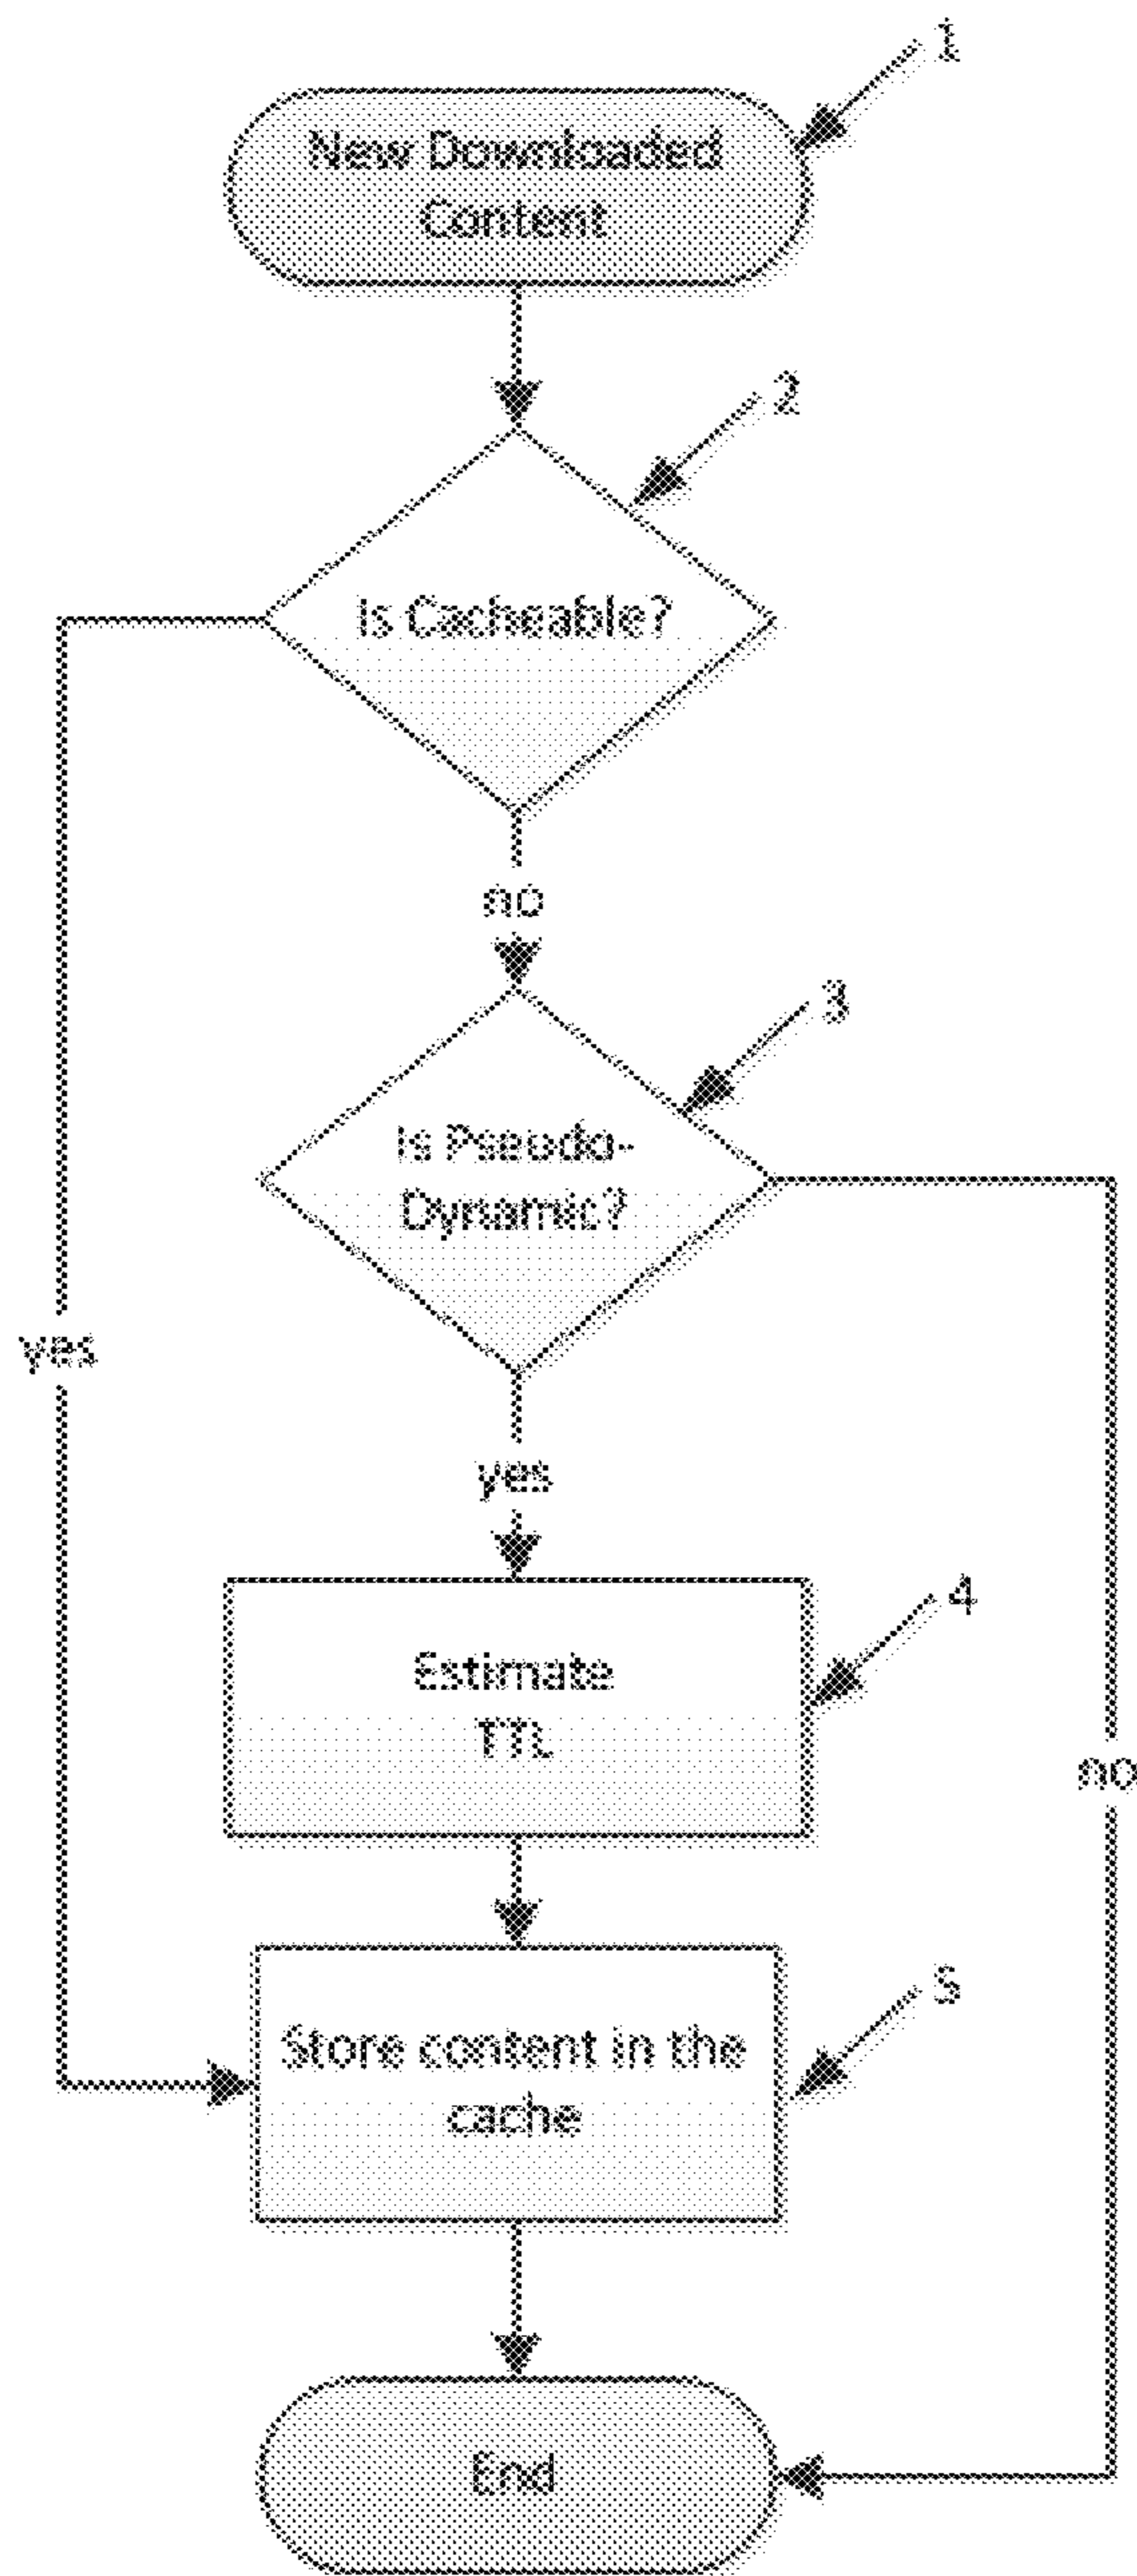 1
New Downloaded
Content
2
Is Cacheable?
no
3
Is Pseudo-
Dynamic?
yes
yes
4
Estimate
TTL
no
5
Store content in the
cache
End